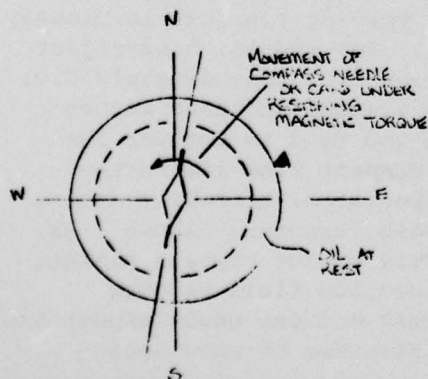 N
MOVEMENT OF
COMPASS NEEDLE
OR CARD UNDER
RESTORING
MAGNETIC TORQUE
W
E
OIL AT
REST
S